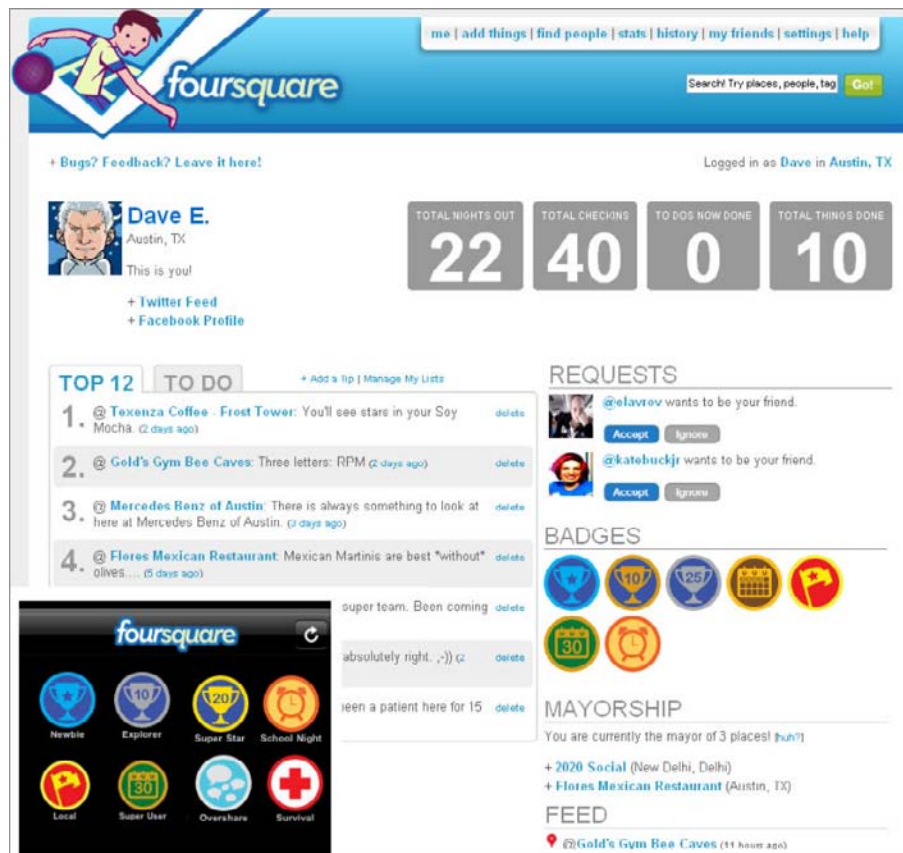 me | add things | find people | stats | history | my friends | settings | help
foursquare
Search! Try places, people, tag
Go!
+ Bugs? Feedback? Leave it here!
Logged in as Dave in Austin, TX
Dave E.
Austin, TX
This is you!
+ Twitter Feed
+ Facebook Profile
TOTAL NIGHTS OUT
22
TOTAL CHECKINS
40
TO DOS NOW DONE
0
TOTAL THINGS DONE
10
TOP 12
TO DO
+ Add a Tip | Manage My Lists
1. @ Texenza Coffee - Frost Tower: You'll see stars in your Soy delete
Mocha. (2 days ago)
2. @ Gold's Gym Bee Caves: Three letters: RPM (2 days ago) delete
3. @ Mercedes Benz of Austin: There is always something to look at delete
here at Mercedes Benz of Austin. (3 days ago)
4. @ Flores Mexican Restaurant: Mexican Martinis are best *without* delete
olives.... (5 days ago)
super team. Been coming delete
absolutely right. ,-)) (2 delete
been a patient here for 15 delete
REQUESTS
@elavrov wants to be your friend.
Accept Ignore
@katebuckjr wants to be your friend.
Accept Ignore
BADGES
10
25
30
MAYORSHIP
You are currently the mayor of 3 places! [huh?]
+ 2020 Social (New Delhi, Delhi)
+ Flores Mexican Restaurant (Austin, TX)
FEED
@Gold's Gym Bee Caves (11 hours ago)
foursquare
10
20
Newbie Explorer Super Star School Night
30
Local Super User Overshare Survival